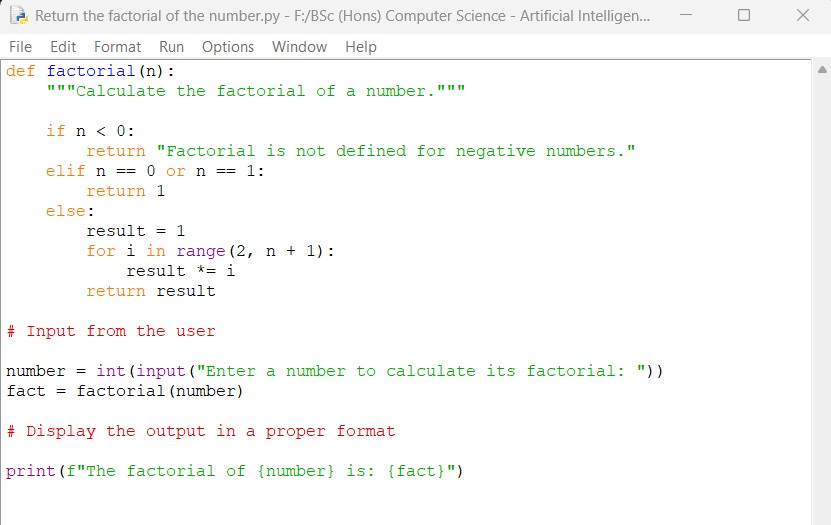 Return the factorial of the number.py - F:/BSc (Hons) Computer Science - Artificial Intelligen...
File Edit Format Run Options Window Help
def factorial(n):
    """Calculate the factorial of a number."""

    if n < 0:
        return "Factorial is not defined for negative numbers."
    elif n == 0 or n == 1:
        return 1
    else:
        result = 1
        for i in range(2, n + 1):
            result *= i
        return result

# Input from the user

number = int(input("Enter a number to calculate its factorial: "))
fact = factorial(number)

# Display the output in a proper format

print(f"The factorial of {number} is: {fact}")